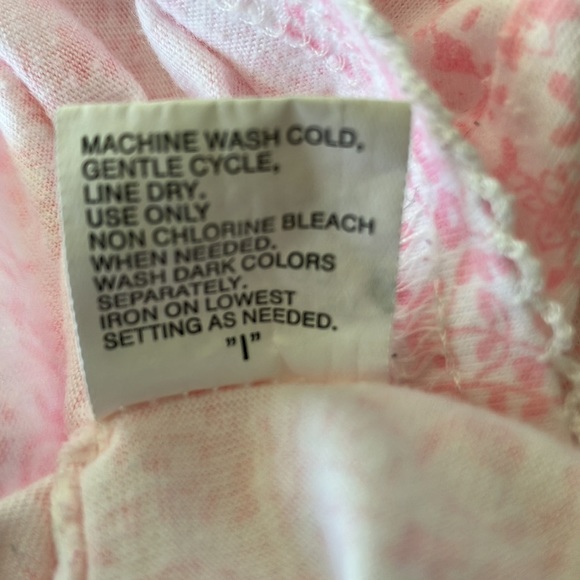 MACHINE WASH COLD,
GENTLE CYCLE,
LINE DRY.
USE ONLY
NON CHLORINE BLEACH
WHEN NEEDED.
WASH DARK COLORS
SEPARATELY.
IRON ON LOWEST
SETTING AS NEEDED.
"I"